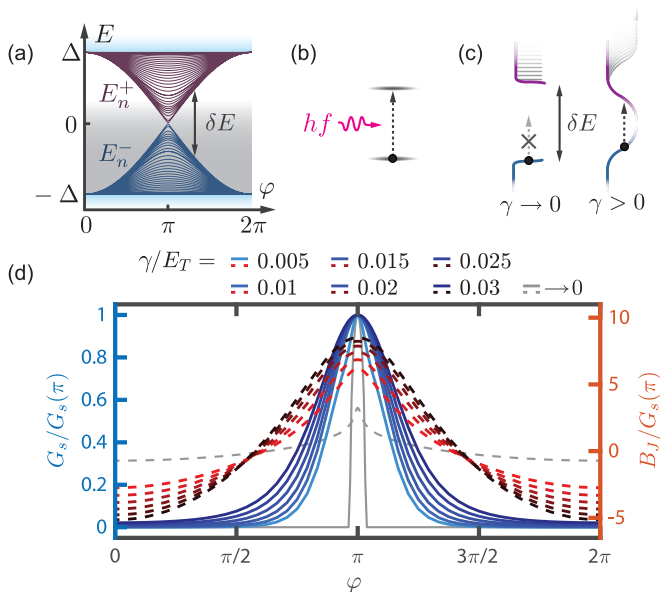 (a)
E
Δ
E_n^+
0
δE
E_n^-
− Δ
φ
0
π
2π
(b)
hf
(c)
δE
γ → 0
γ > 0
(d)
γ/E_T =
0.005
0.015
0.025
0.01
0.02
0.03
→0
G_s/G_s(π)
1
0.8
0.6
0.4
0.2
0
B_J/G_s(π)
10
5
0
-5
0
π/2
π
3π/2
2π
φ